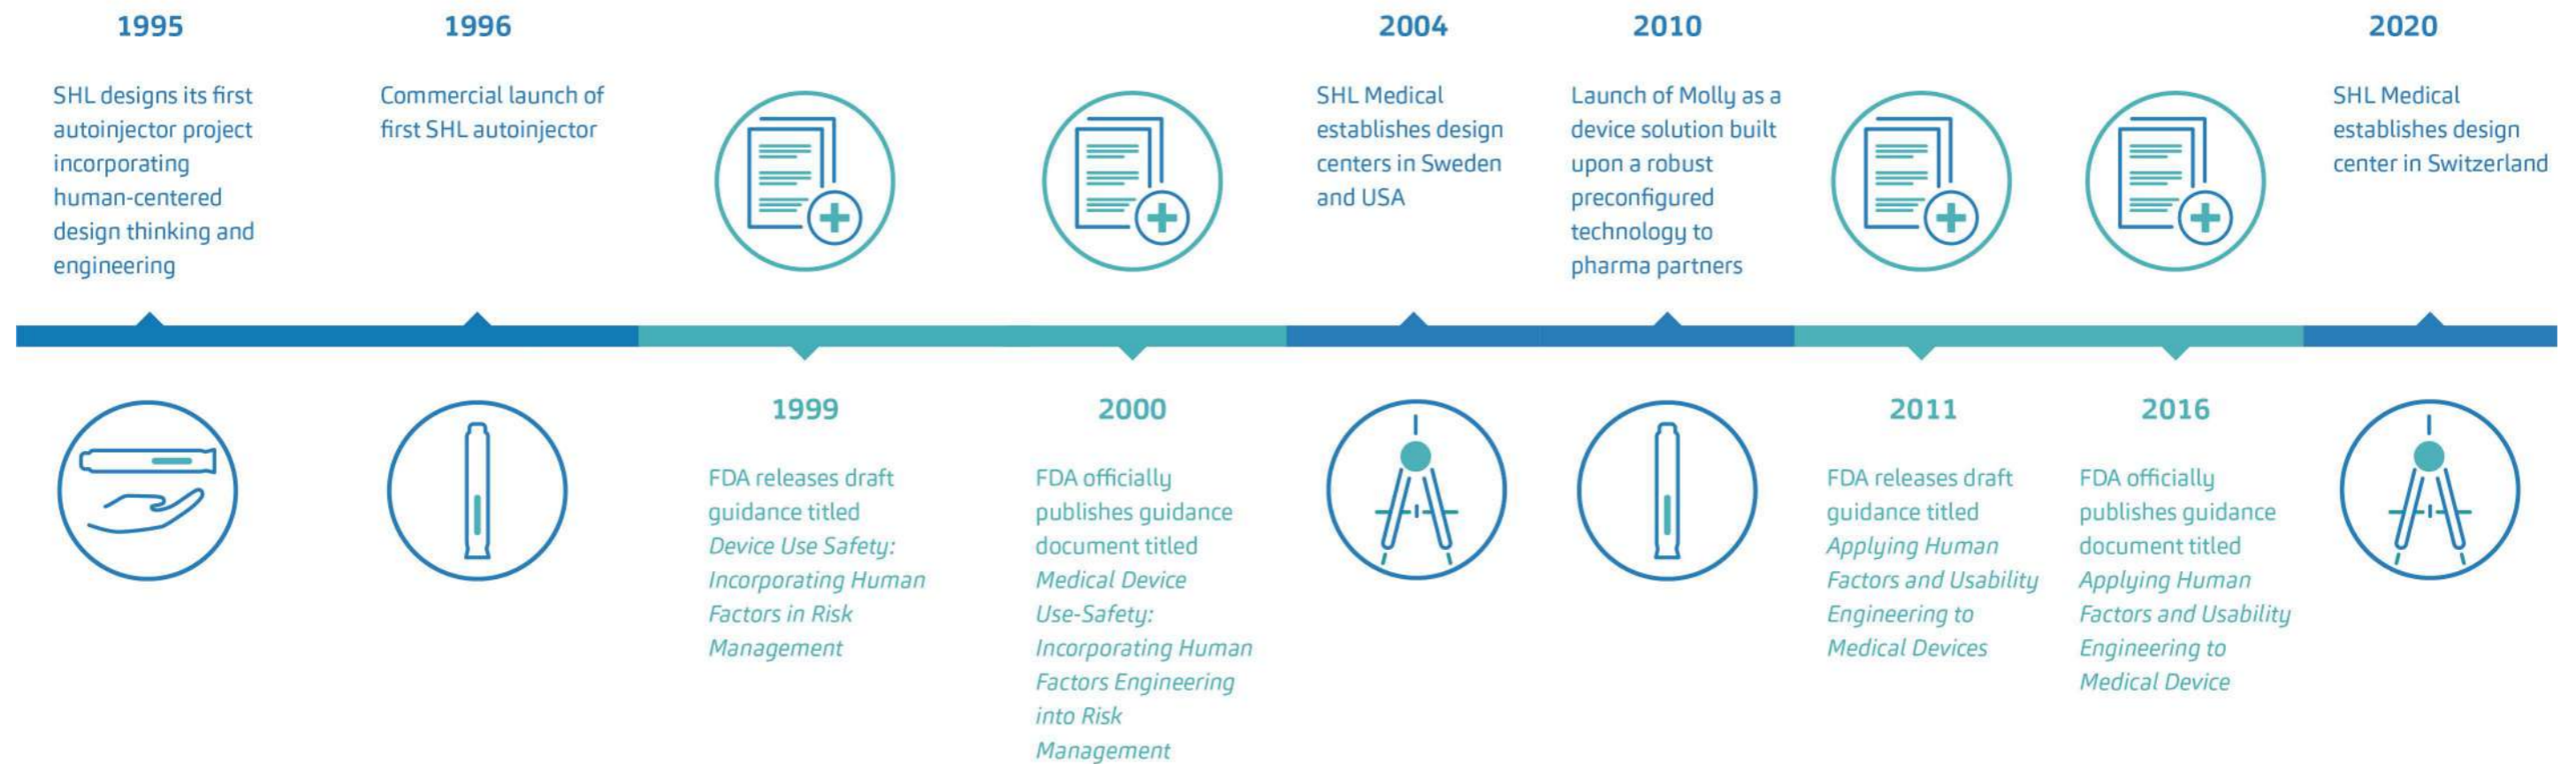 1995
SHL designs its first
autoinjector project
incorporating
human-centered
design thinking and
engineering
1996
Commercial launch of
first SHL autoinjector
1999
FDA releases draft
guidance titled
Device Use Safety:
Incorporating Human
Factors in Risk
Management
2000
FDA officially
publishes guidance
document titled
Medical Device
Use-Safety:
Incorporating Human
Factors Engineering
into Risk
Management
2004
SHL Medical
establishes design
centers in Sweden
and USA
2010
Launch of Molly as a
device solution built
upon a robust
preconfigured
technology to
pharma partners
2011
FDA releases draft
guidance titled
Applying Human
Factors and Usability
Engineering to
Medical Devices
2016
FDA officially
publishes guidance
document titled
Applying Human
Factors and Usability
Engineering to
Medical Device
2020
SHL Medical
establishes design
center in Switzerland